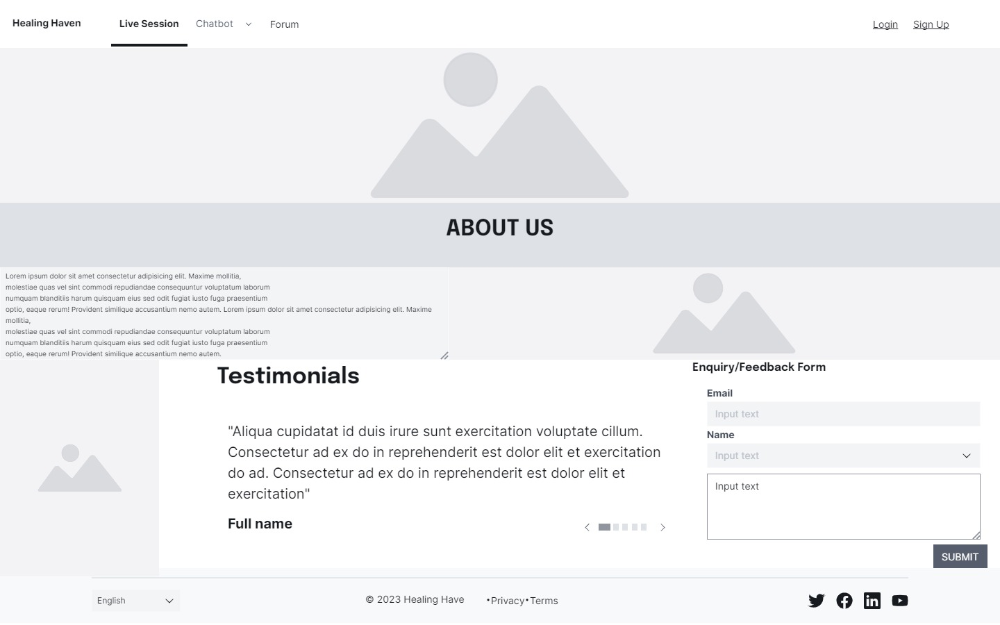 Healing Haven
Live Session
Chatbot
Forum
Login
Sign Up
ABOUT US
Lorem ipsum dolor sit amet consectetur adipisicing elit. Maxime mollitia,
molestiae quas vel sint commodi repudiandae consequuntur voluptatum laborum
numquam blanditiis harum quisquam eius sed odit fugiat iusto fuga praesentium
optio, eaque rerum! Provident similique accusantium nemo autem. Lorem ipsum dolor sit amet consectetur adipisicing elit. Maxime
mollitia,
molestiae quas vel sint commodi repudiandae consequuntur voluptatum laborum
numquam blanditiis harum quisquam eius sed odit fugiat iusto fuga praesentium
optio, eaque rerum! Provident similique accusantium nemo autem.
Testimonials
"Aliqua cupidatat id duis irure sunt exercitation voluptate cillum.
Consectetur ad ex do in reprehenderit est dolor elit et exercitation
do ad. Consectetur ad ex do in reprehenderit est dolor elit et
exercitation"
Full name
Enquiry/Feedback Form
Email
Input text
Name
Input text
Input text
SUBMIT
English
© 2023 Healing Have
•Privacy•Terms